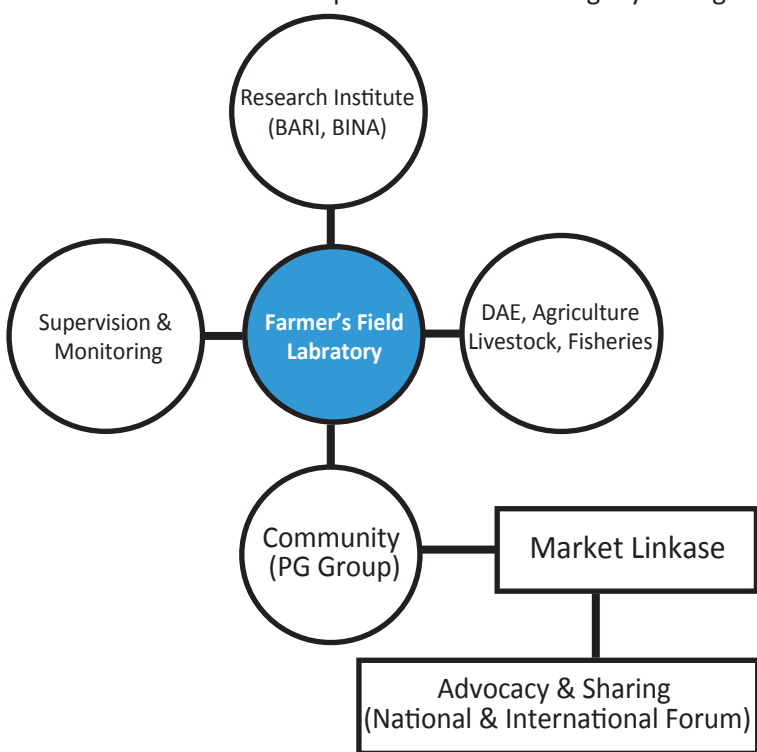 Research Institute
(BARI, BINA)
Supervision &
Monitoring
Farmer's Field
Labratory
DAE, Agriculture
Livestock, Fisheries
Community
(PG Group)
Market Linkase
Advocacy & Sharing
(National & International Forum)